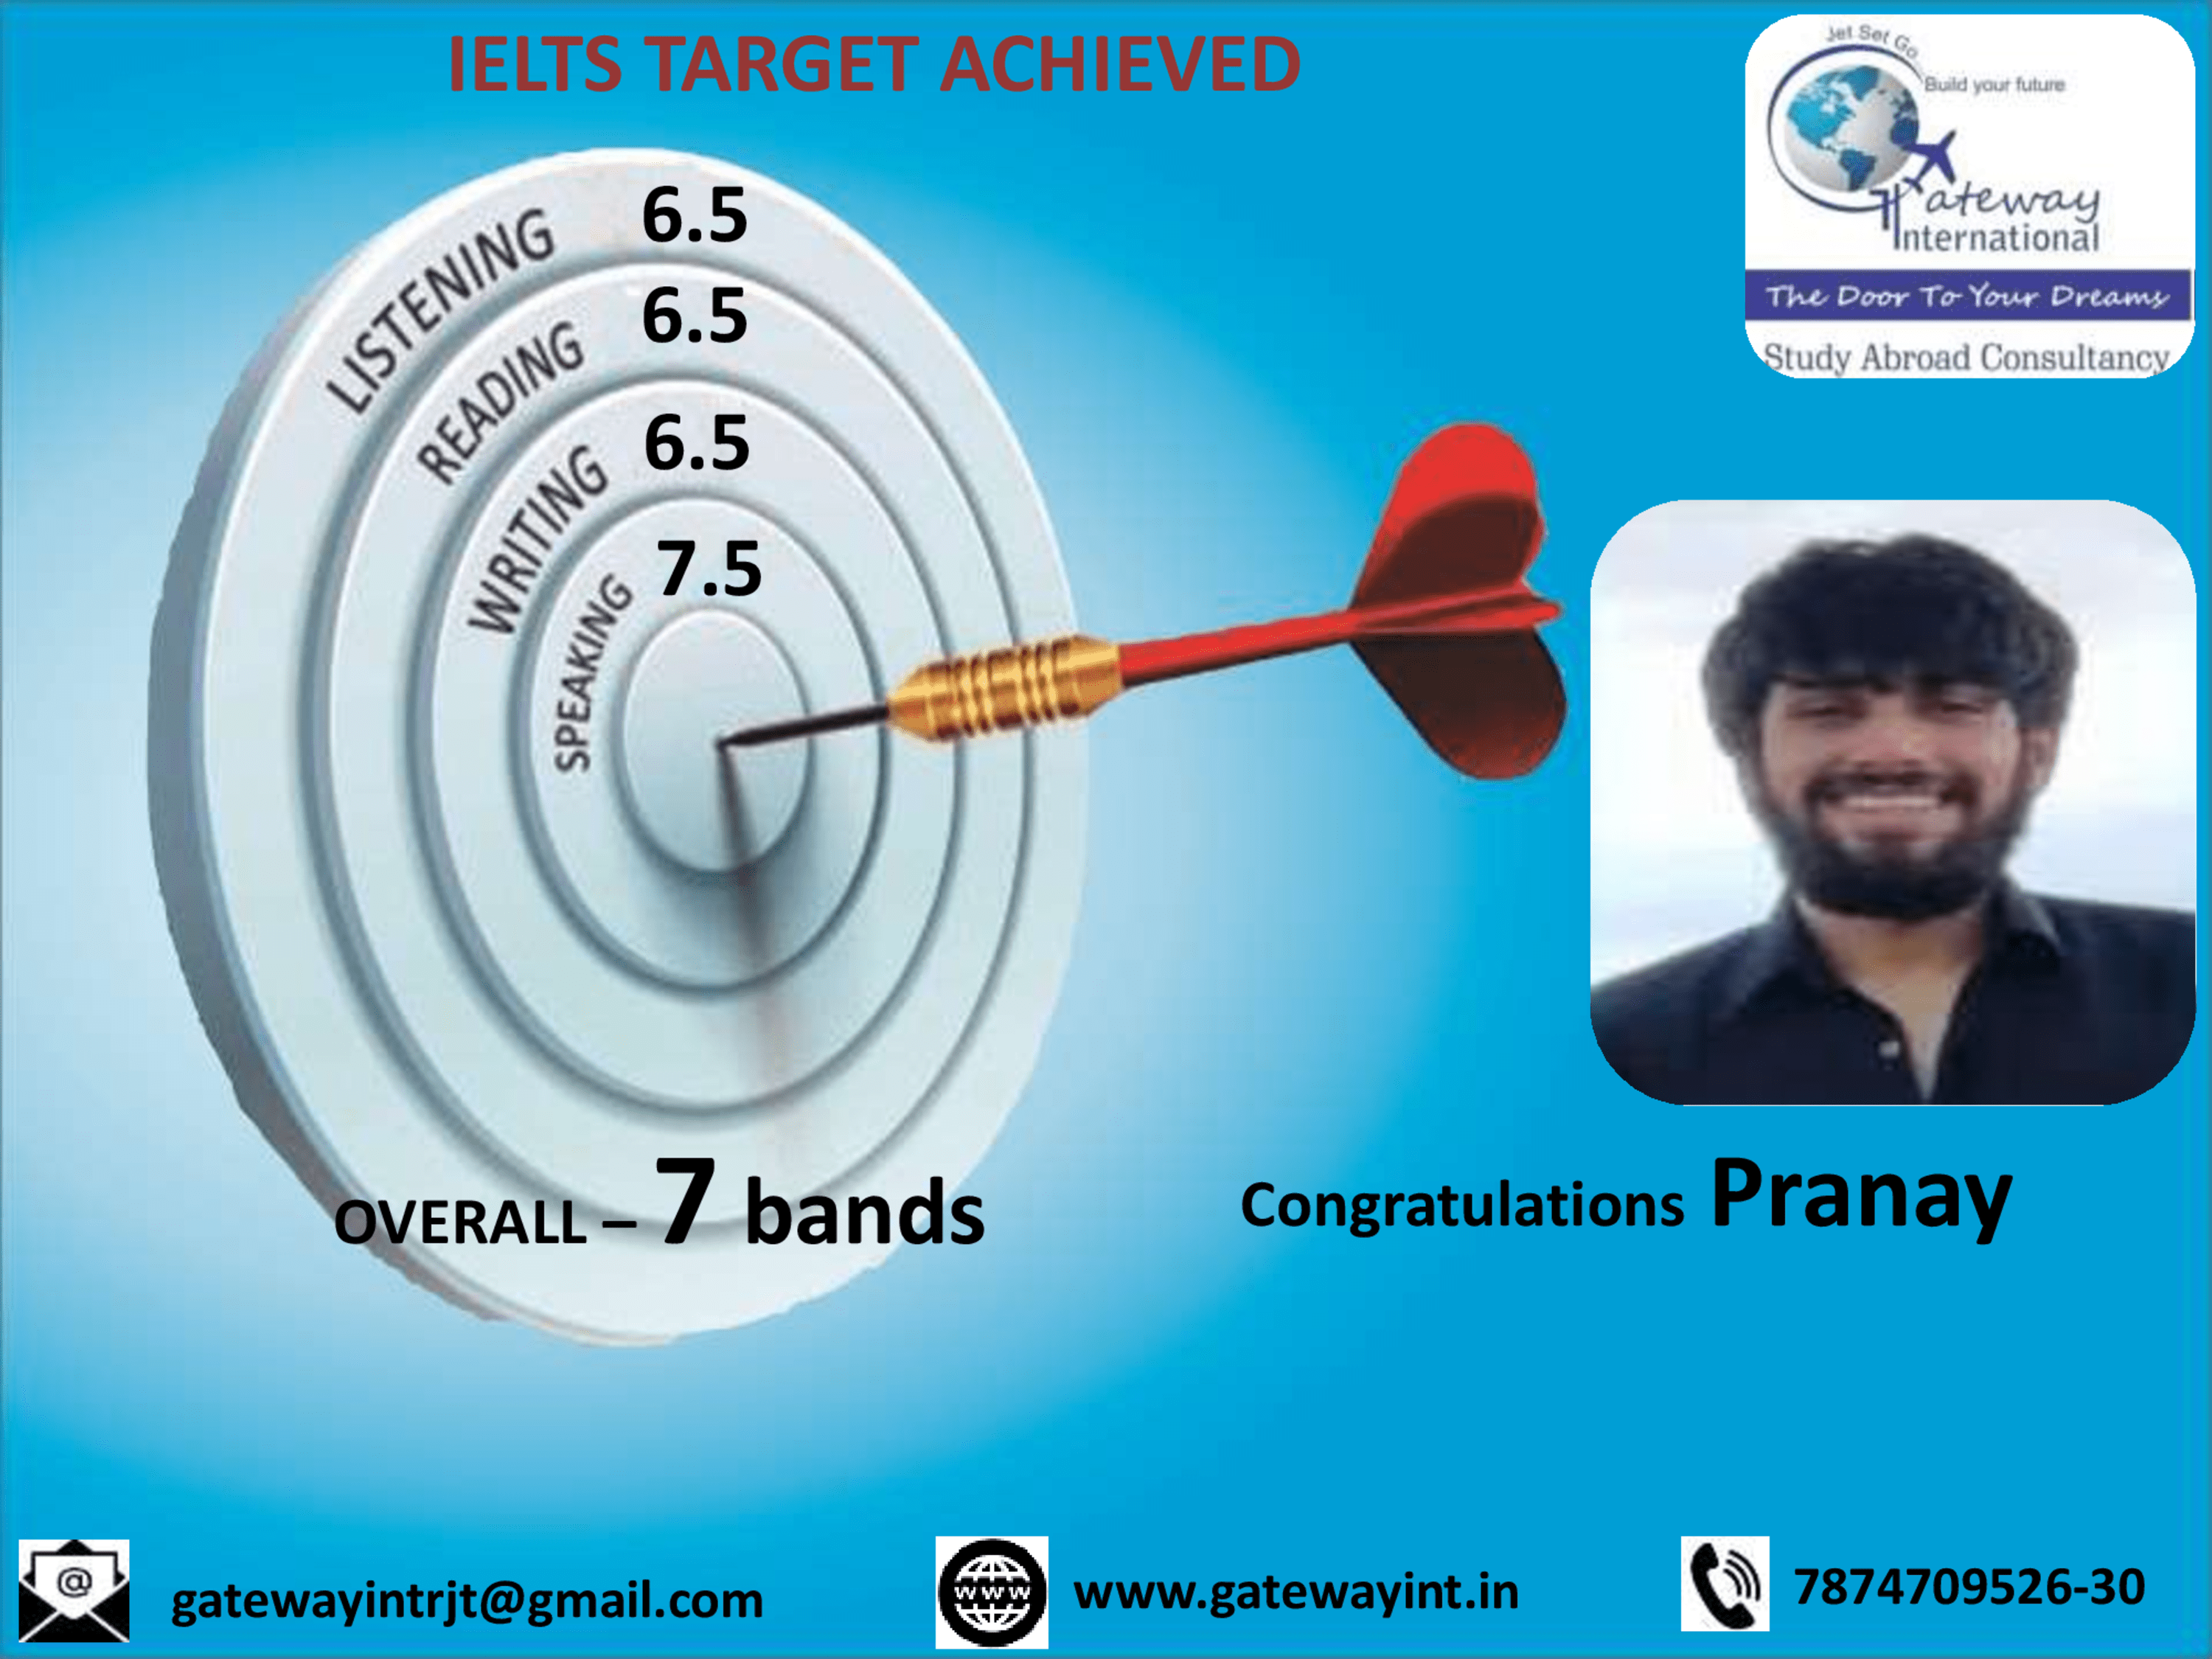 IELTS TARGET ACHIEVED
Jet Set Go
Build your future
Gateway
International
The Door To Your Dreams
Study Abroad Consultancy
LISTENING 6.5
READING 6.5
WRITING 6.5
SPEAKING 7.5
OVERALL – 7 bands
Congratulations Pranay
@ gatewayintrjt@gmail.com
www www.gatewayint.in
7874709526-30